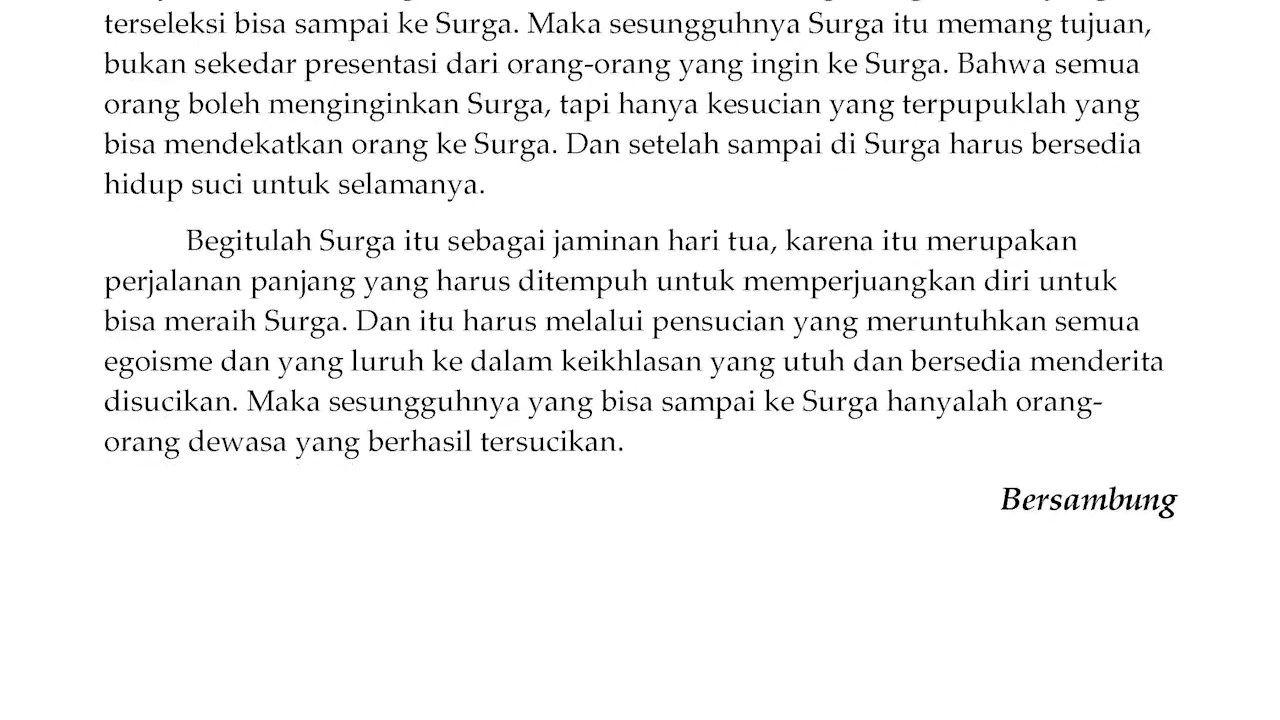 terseleksi bisa sampai ke Surga. Maka sesungguhnya Surga itu memang tujuan,
bukan sekedar presentasi dari orang-orang yang ingin ke Surga. Bahwa semua
orang boleh menginginkan Surga, tapi hanya kesucian yang terpupuklah yang
bisa mendekatkan orang ke Surga. Dan setelah sampai di Surga harus bersedia
hidup suci untuk selamanya.
Begitulah Surga itu sebagai jaminan hari tua, karena itu merupakan
perjalanan panjang yang harus ditempuh untuk memperjuangkan diri untuk
bisa meraih Surga. Dan itu harus melalui pensucian yang meruntuhkan semua
egoisme dan yang luruh ke dalam keikhlasan yang utuh dan bersedia menderita
disucikan. Maka sesungguhnya yang bisa sampai ke Surga hanyalah orang-
orang dewasa yang berhasil tersucikan.
Bersambung